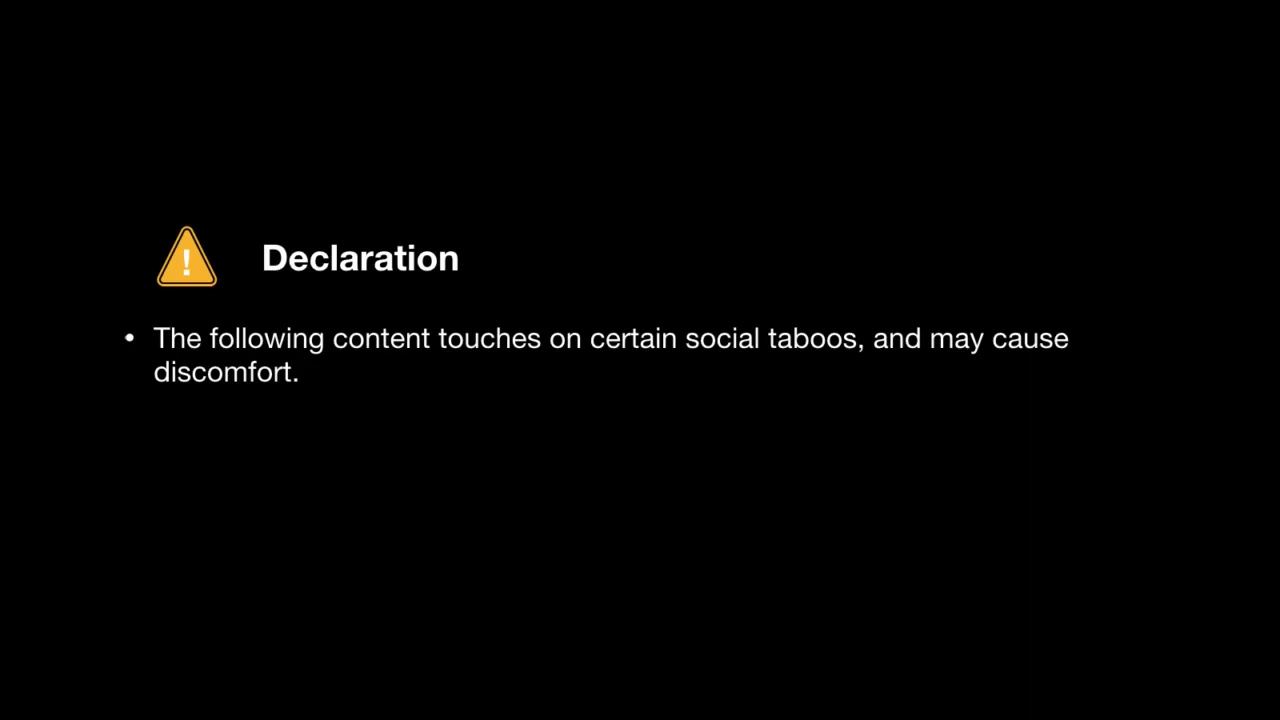 Declaration
• The following content touches on certain social taboos, and may cause
discomfort.